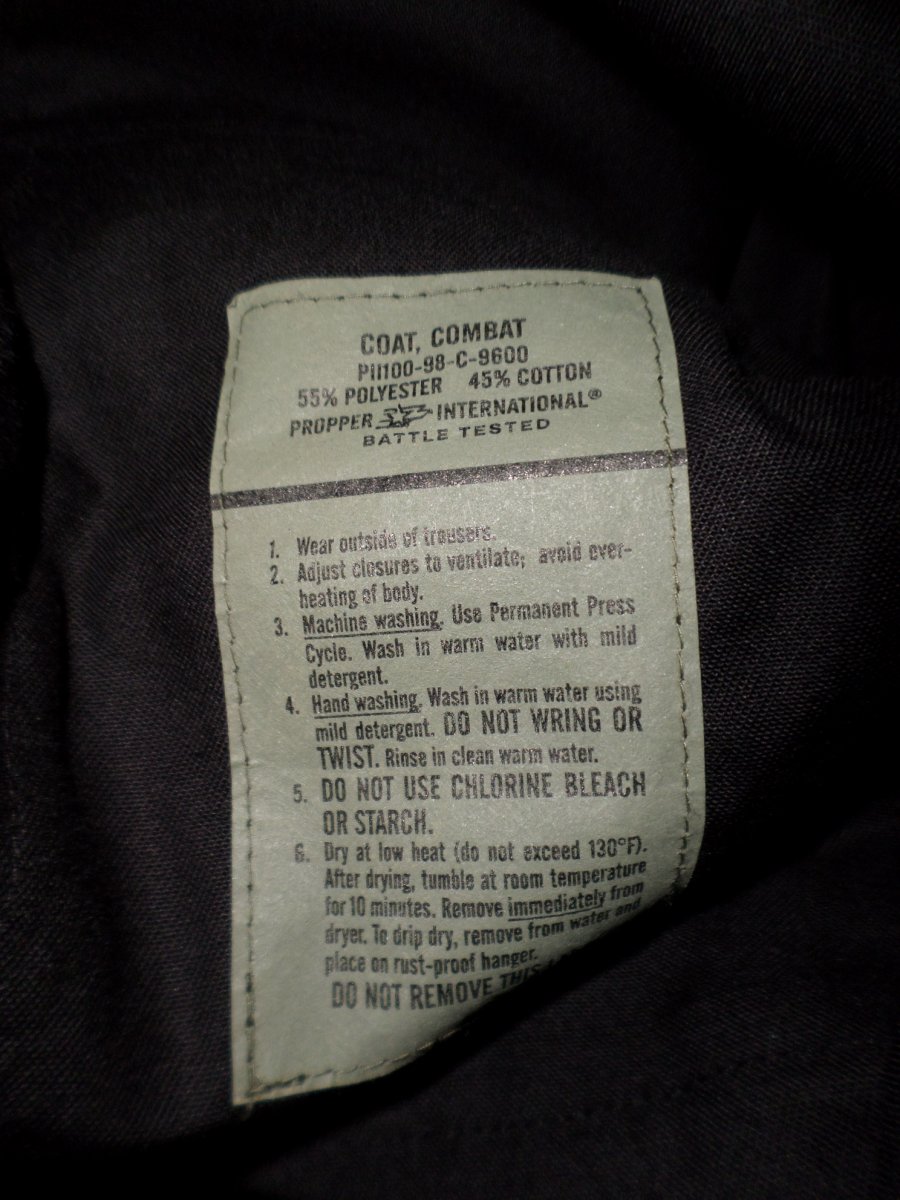 COAT, COMBAT
PII100-98-C-9600
55% POLYESTER 45% COTTON
PROPPER INTERNATIONAL®
BATTLE TESTED
1. Wear outside of trousers.
2. Adjust closures to ventilate; avoid over-
heating of body.
3. Machine washing. Use Permanent Press
Cycle. Wash in warm water with mild
detergent.
4. Hand washing. Wash in warm water using
mild detergent. DO NOT WRING OR
TWIST. Rinse in clean warm water.
5. DO NOT USE CHLORINE BLEACH
OR STARCH.
6. Dry at low heat (do not exceed 130°F).
After drying, tumble at room temperature
for 10 minutes. Remove immediately from
dryer. To drip dry, remove from water and
place on rust-proof hanger.
DO NOT REMOVE THIS